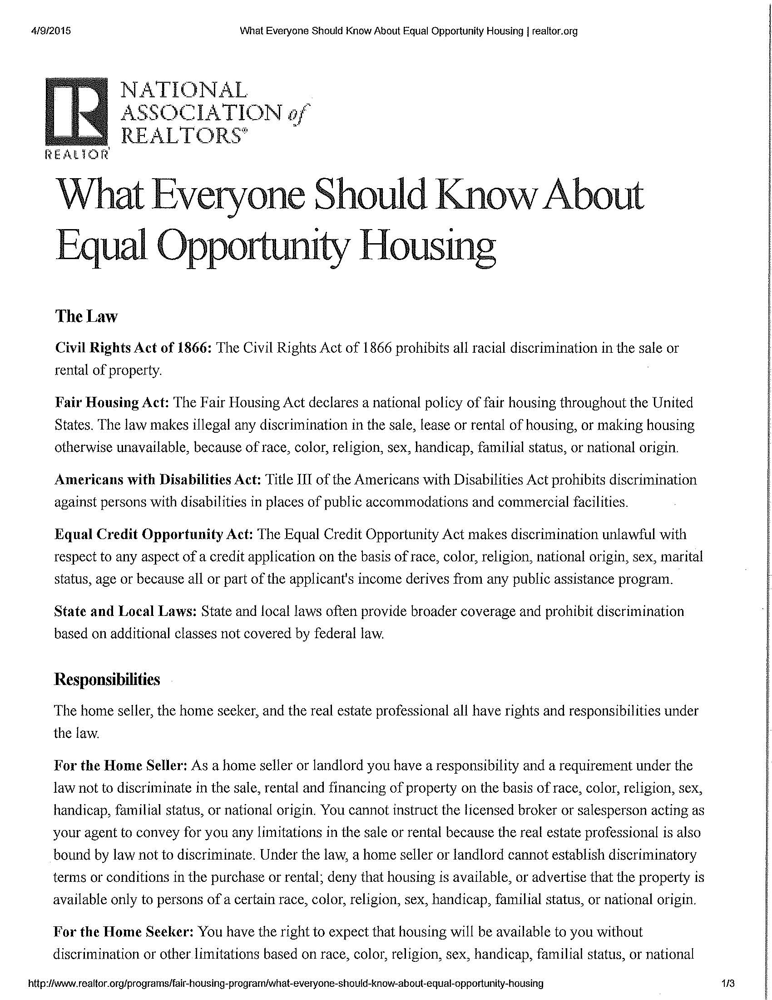 4/9/2015 What Everyone Should Know About Equal Opportunity Housing | realtor.org
NATIONAL
ASSOCIATION of
REALTORS®
REALTOR®
What Everyone Should Know About
Equal Opportunity Housing
The Law
Civil Rights Act of 1866: The Civil Rights Act of 1866 prohibits all racial discrimination in the sale or
rental of property.
Fair Housing Act: The Fair Housing Act declares a national policy of fair housing throughout the United
States. The law makes illegal any discrimination in the sale, lease or rental of housing, or making housing
otherwise unavailable, because of race, color, religion, sex, handicap, familial status, or national origin.
Americans with Disabilities Act: Title III of the Americans with Disabilities Act prohibits discrimination
against persons with disabilities in places of public accommodations and commercial facilities.
Equal Credit Opportunity Act: The Equal Credit Opportunity Act makes discrimination unlawful with
respect to any aspect of a credit application on the basis of race, color, religion, national origin, sex, marital
status, age or because all or part of the applicant's income derives from any public assistance program.
State and Local Laws: State and local laws often provide broader coverage and prohibit discrimination
based on additional classes not covered by federal law.
Responsibilities
The home seller, the home seeker, and the real estate professional all have rights and responsibilities under
the law.
For the Home Seller: As a home seller or landlord you have a responsibility and a requirement under the
law not to discriminate in the sale, rental and financing of property on the basis of race, color, religion, sex,
handicap, familial status, or national origin. You cannot instruct the licensed broker or salesperson acting as
your agent to convey for you any limitations in the sale or rental because the real estate professional is also
bound by law not to discriminate. Under the law, a home seller or landlord cannot establish discriminatory
terms or conditions in the purchase or rental; deny that housing is available, or advertise that the property is
available only to persons of a certain race, color, religion, sex, handicap, familial status, or national origin.
For the Home Seeker: You have the right to expect that housing will be available to you without
discrimination or other limitations based on race, color, religion, sex, handicap, familial status, or national
http://www.realtor.org/programs/fair-housing-program/what-everyone-should-know-about-equal-opportunity-housing 1/3